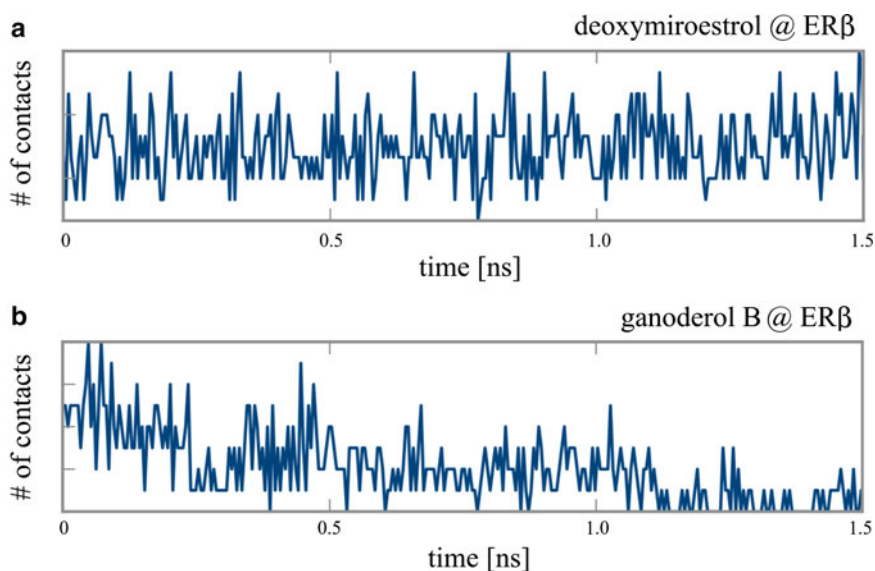 a
deoxymiroestrol @ ERβ
# of contacts
0 0.5 1.0 1.5
time [ns]
b
ganoderol B @ ERβ
# of contacts
0 0.5 1.0 1.5
time [ns]